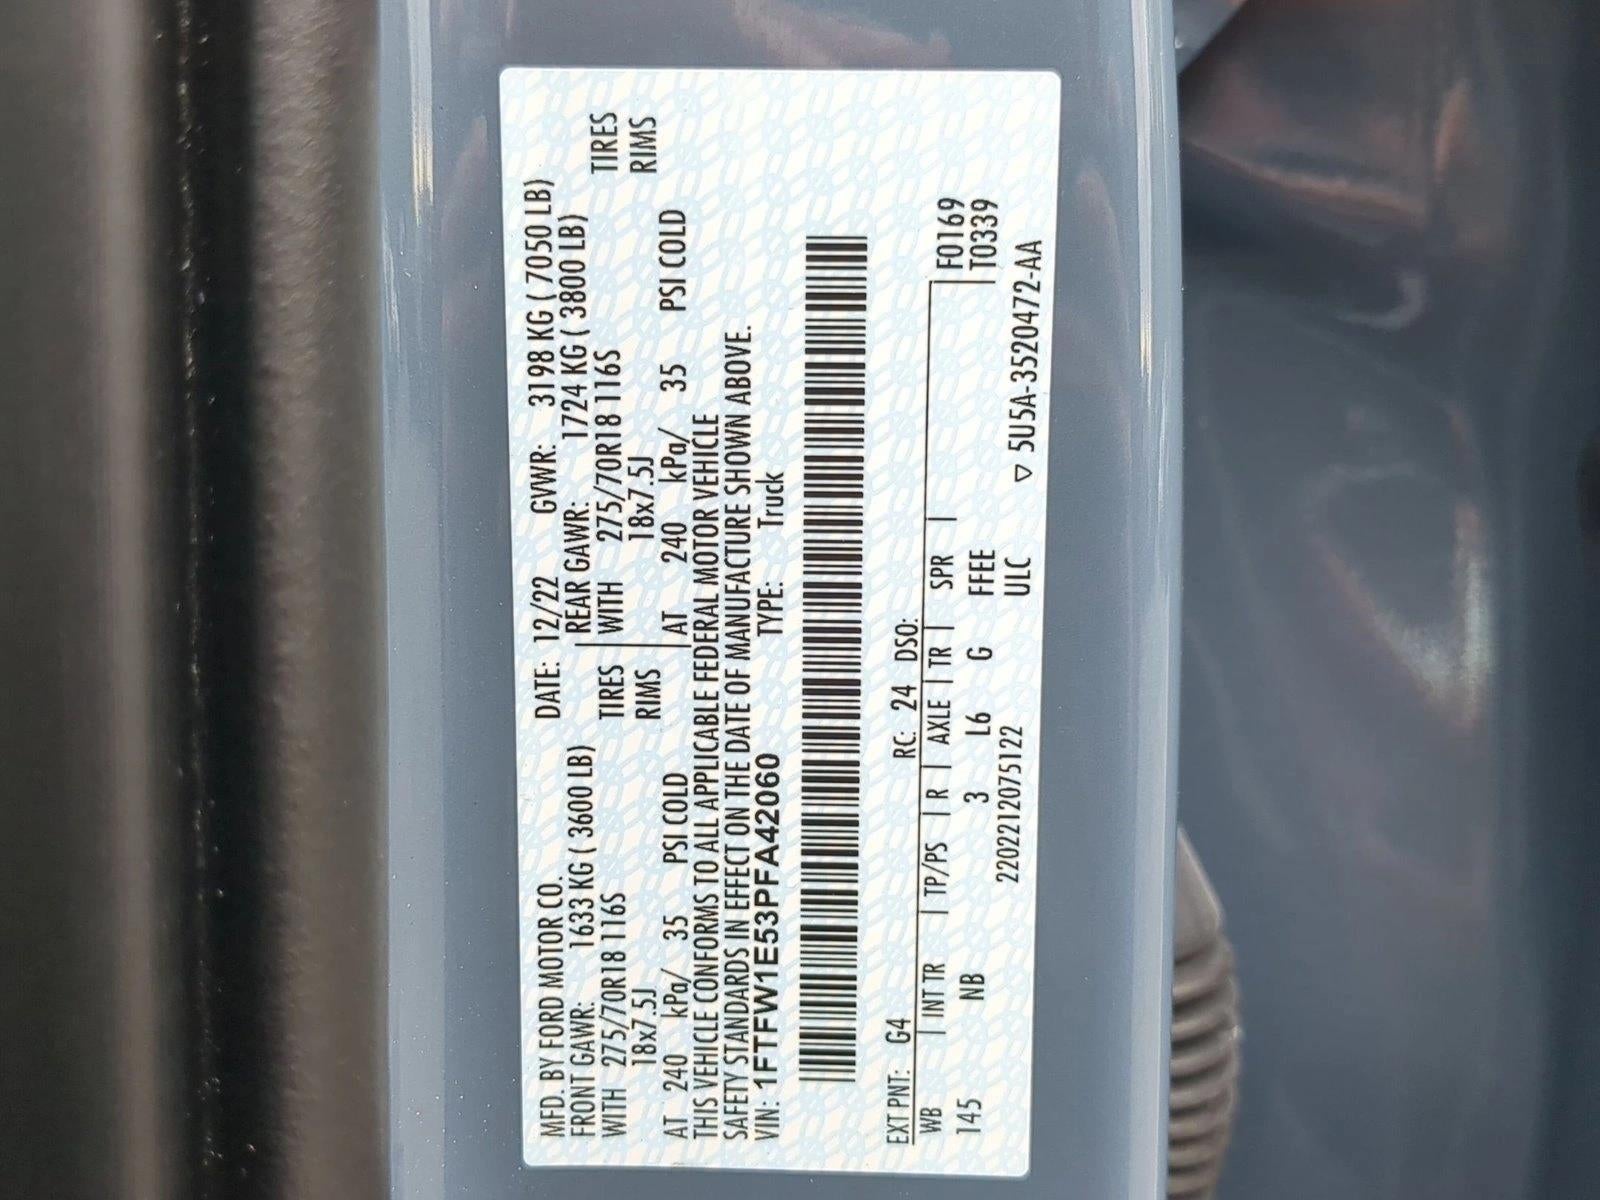 MFD. BY FORD MOTOR CO. DATE: 12/22 GVWR: 3198 KG ( 7050 LB)
FRONT GAWR: 1633 KG ( 3600 LB) REAR GAWR: 1724 KG ( 3800 LB)
WITH 275/70R18 116S TIRES WITH 275/70R18 116S TIRES
18x7.5J RIMS 18x7.5J RIMS
AT 240 kPa/ 35 PSI COLD AT 240 kPa/ 35 PSI COLD
THIS VEHICLE CONFORMS TO ALL APPLICABLE FEDERAL MOTOR VEHICLE
SAFETY STANDARDS IN EFFECT ON THE DATE OF MANUFACTURE SHOWN ABOVE.
VIN: 1FTFW1E53PFA42060 TYPE: Truck
EXT PNT: G4 RC: 24 DSO:
WB | INT TR | TP/PS | R | AXLE | TR | SPR | F0169
145 NB 3 L6 G FFEE T0339
202212075122 ULC ▽ 5U5A-3520472-AA